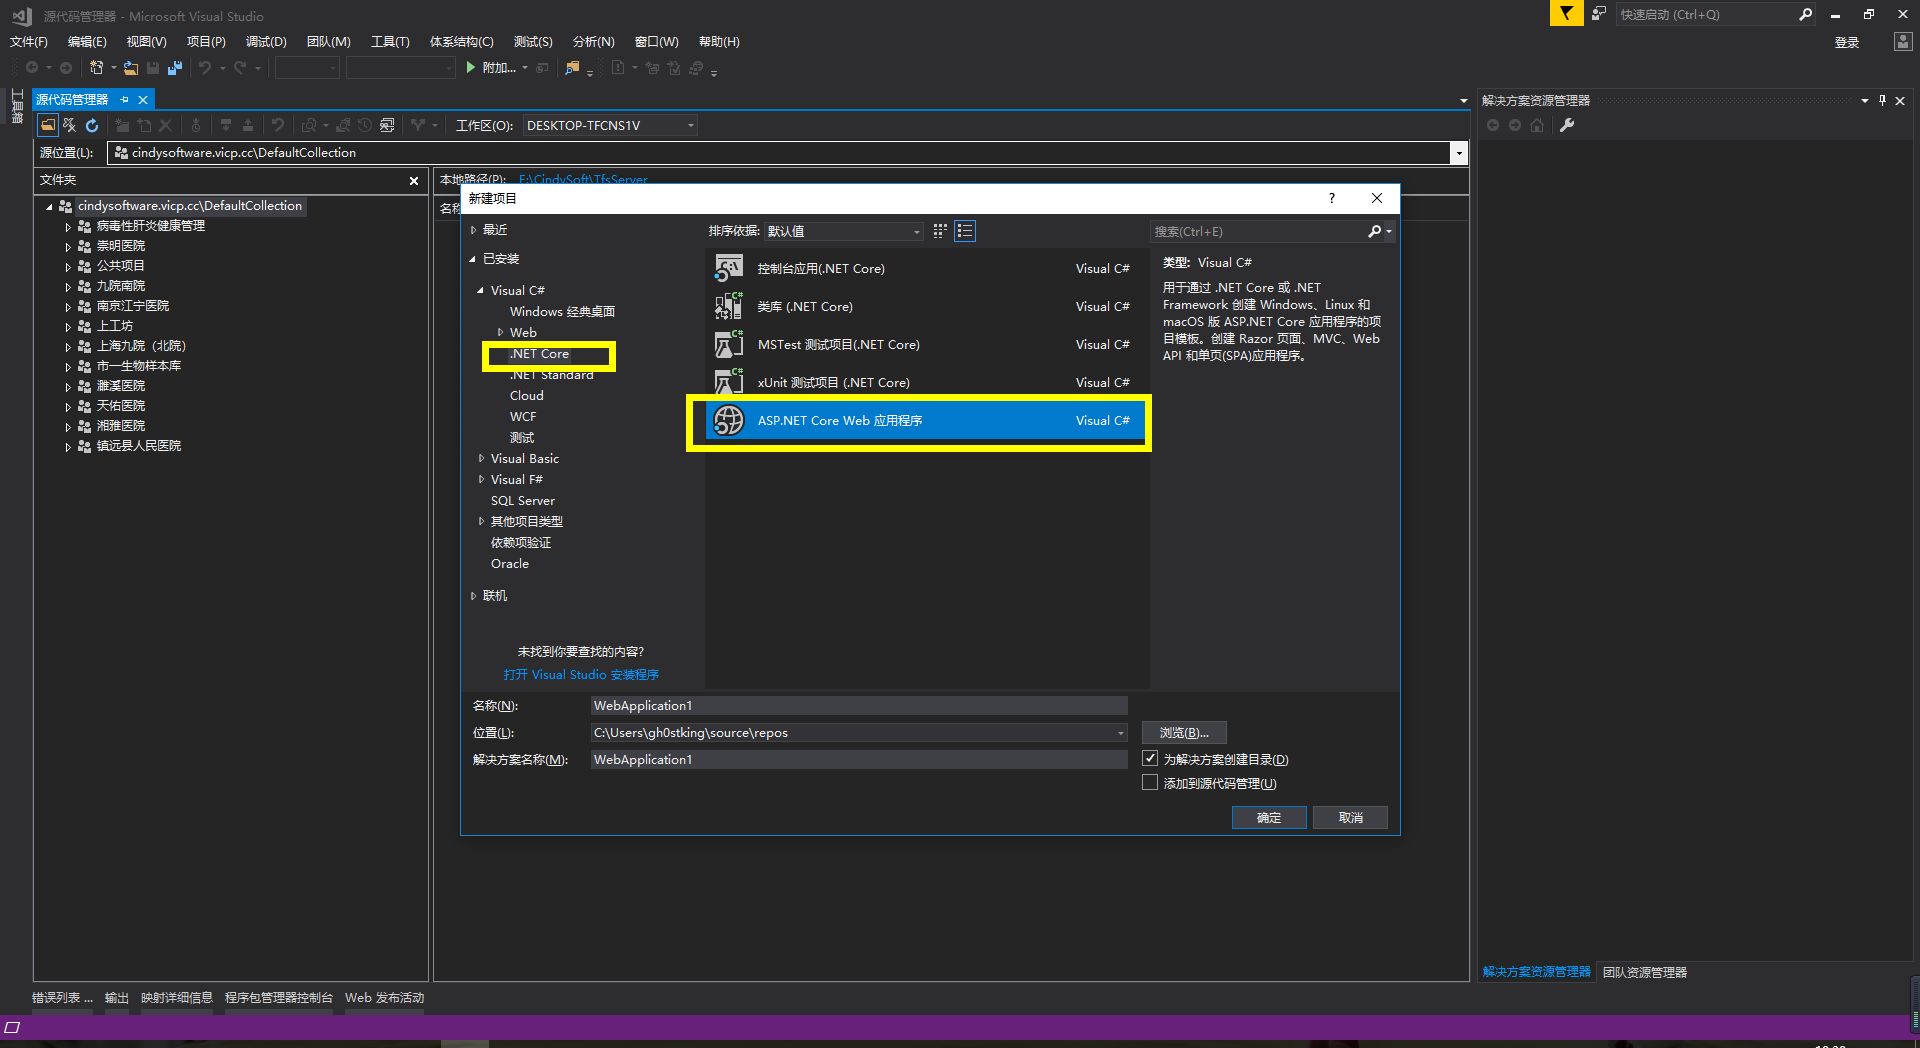 源代码管理器 - Microsoft Visual Studio
快速启动 (Ctrl+Q)
文件(F) 编辑(E) 视图(V) 项目(P) 调试(D) 团队(M) 工具(T) 体系结构(C) 测试(S) 分析(N) 窗口(W) 帮助(H)
登录
附加...
工具箱
源代码管理器
工作区(O): DESKTOP-TFCNS1V
源位置(L): cindysoftware.vicp.cc\DefaultCollection
文件夹
cindysoftware.vicp.cc\DefaultCollection
病毒性肝炎健康管理
崇明医院
公共项目
九院南院
南京江宁医院
上工坊
上海九院（北院）
市一生物样本库
濉溪医院
天佑医院
湘雅医院
镇远县人民医院
本地路径(P): F:\CindySoft\TfsServer
名称
新建项目
?
最近
已安装
Visual C#
Windows 经典桌面
Web
.NET Core
.NET Standard
Cloud
WCF
测试
Visual Basic
Visual F#
SQL Server
其他项目类型
依赖项验证
Oracle
联机
未找到你要查找的内容?
打开 Visual Studio 安装程序
排序依据: 默认值
控制台应用(.NET Core) Visual C#
类库 (.NET Core) Visual C#
MSTest 测试项目(.NET Core) Visual C#
xUnit 测试项目 (.NET Core) Visual C#
ASP.NET Core Web 应用程序 Visual C#
搜索(Ctrl+E)
类型: Visual C#
用于通过 .NET Core 或 .NET
Framework 创建 Windows、Linux 和
macOS 版 ASP.NET Core 应用程序的项
目模板。创建 Razor 页面、MVC、Web
API 和单页(SPA)应用程序。
名称(N): WebApplication1
位置(L): C:\Users\gh0stking\source\repos
浏览(B)...
解决方案名称(M): WebApplication1
为解决方案创建目录(D)
添加到源代码管理(U)
确定 取消
解决方案资源管理器
解决方案资源管理器 团队资源管理器
错误列表 ... 输出 映射详细信息 程序包管理器控制台 Web 发布活动